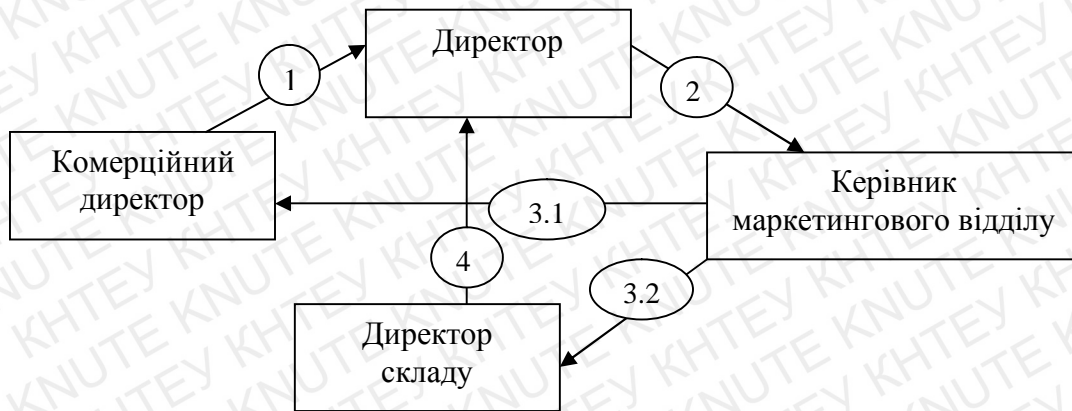 Директор
1
2
Комерційний
директор
Керівник
маркетингового відділу
3.1
4
3.2
Директор
складу